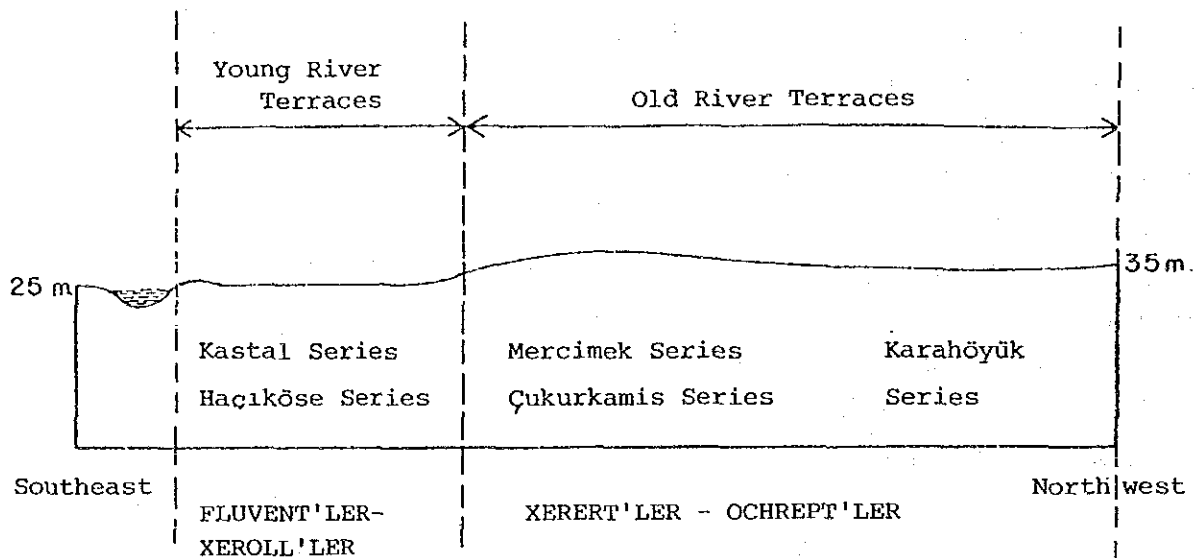 Young River
Terraces
Old River Terraces
25 m
35 m.
Kastal Series
Mercimek Series
Karahöyük
Haçıköse Series
Çukurkamis Series
Series
Southeast
Northwest
FLUVENT'LER-
XERERT'LER - OCHREPT'LER
XEROLL'LER